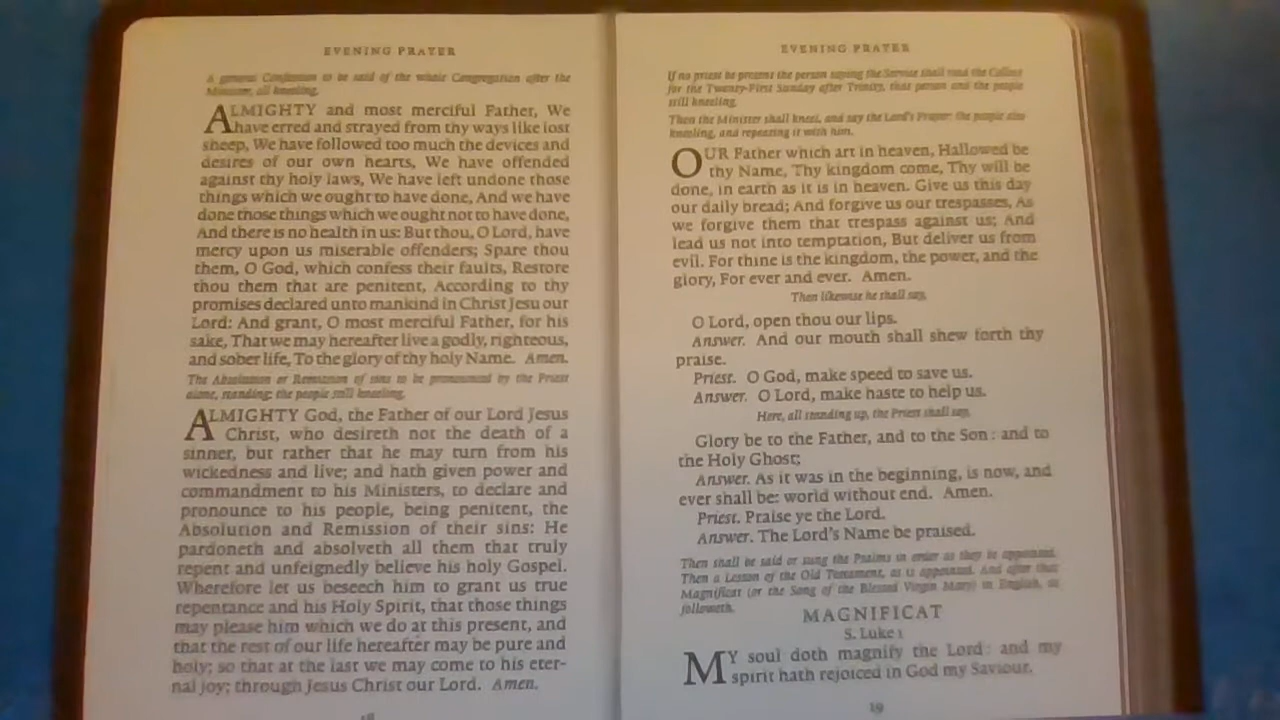 EVENING PRAYER
A general Confession to be said of the whole Congregation after the
Minister, all kneeling.
ALMIGHTY and most merciful Father, We
have erred and strayed from thy ways like lost
sheep, We have followed too much the devices and
desires of our own hearts, We have offended
against thy holy laws, We have left undone those
things which we ought to have done, And we have
done those things which we ought not to have done,
And there is no health in us: But thou, O Lord, have
mercy upon us miserable offenders; Spare thou
them, O God, which confess their faults, Restore
thou them that are penitent, According to thy
promises declared unto mankind in Christ Jesu our
Lord: And grant, O most merciful Father, for his
sake, That we may hereafter live a godly, righteous,
and sober life, To the glory of thy holy Name. Amen.
The Absolution or Remission of sins to be pronounced by the Priest
alone, standing; the people still kneeling.
ALMIGHTY God, the Father of our Lord Jesus
Christ, who desireth not the death of a
sinner, but rather that he may turn from his
wickedness and live; and hath given power and
commandment to his Ministers, to declare and
pronounce to his people, being penitent, the
Absolution and Remission of their sins: He
pardoneth and absolveth all them that truly
repent and unfeignedly believe his holy Gospel.
Wherefore let us beseech him to grant us true
repentance and his Holy Spirit, that those things
may please him which we do at this present, and
that the rest of our life hereafter may be pure and
holy; so that at the last we may come to his eter-
nal joy; through Jesus Christ our Lord. Amen.
18
EVENING PRAYER
If no priest be present the person saying the Service shall read the Collect
for the Twenty-First Sunday after Trinity, that person and the people
still kneeling.
Then the Minister shall kneel, and say the Lord's Prayer: the people also
kneeling, and repeating it with him.
OUR Father which art in heaven, Hallowed be
thy Name, Thy kingdom come, Thy will be
done, in earth as it is in heaven. Give us this day
our daily bread; And forgive us our trespasses, As
we forgive them that trespass against us; And
lead us not into temptation, But deliver us from
evil. For thine is the kingdom, the power, and the
glory, For ever and ever. Amen.
Then likewise he shall say,
O Lord, open thou our lips.
Answer. And our mouth shall shew forth thy
praise.
Priest. O God, make speed to save us.
Answer. O Lord, make haste to help us.
Here, all standing up, the Priest shall say,
Glory be to the Father, and to the Son: and to
the Holy Ghost;
Answer. As it was in the beginning, is now, and
ever shall be: world without end. Amen.
Priest. Praise ye the Lord.
Answer. The Lord's Name be praised.
Then shall be said or sung the Psalms in order as they be appointed.
Then a Lesson of the Old Testament, as is appointed. And after that
Magnificat (or the Song of the Blessed Virgin Mary) in English, as
followeth.
MAGNIFICAT
S. Luke 1
MY soul doth magnify the Lord: and my
spirit hath rejoiced in God my Saviour.
19